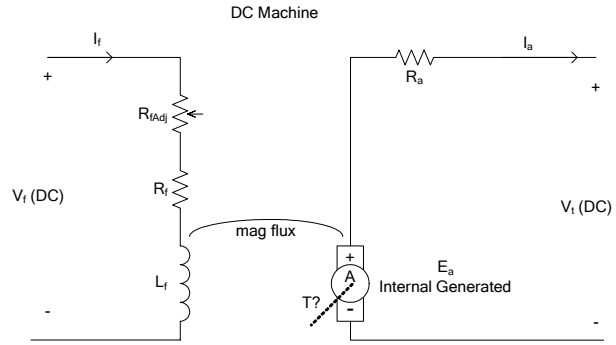 DC Machine
I_f
I_a
+
R_a
+
R_fAdj
R_f
V_f (DC)
V_t (DC)
mag flux
+
E_a
A
Internal Generated
L_f
T?
-
-
-